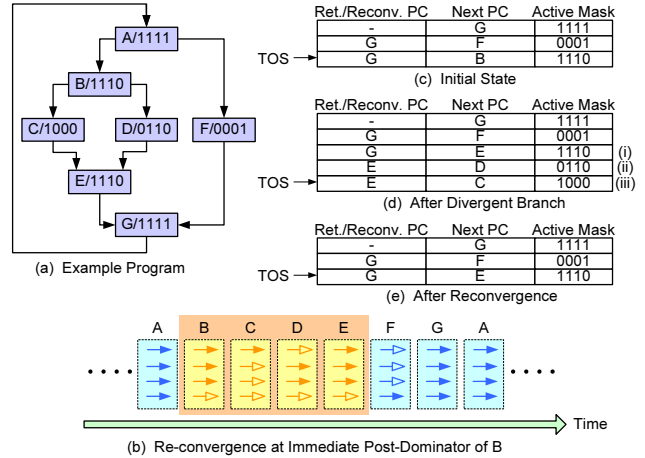 A/1111
B/1110
C/1000
D/0110
F/0001
E/1110
G/1111
(a) Example Program
Ret./Reconv. PC Next PC Active Mask
- G 1111
G F 0001
TOS G B 1110
(c) Initial State
Ret./Reconv. PC Next PC Active Mask
- G 1111
G F 0001
G E 1110 (i)
E D 0110 (ii)
TOS E C 1000 (iii)
(d) After Divergent Branch
Ret./Reconv. PC Next PC Active Mask
- G 1111
G F 0001
TOS G E 1110
(e) After Reconvergence
A B C D E F G A
Time
(b) Re-convergence at Immediate Post-Dominator of B